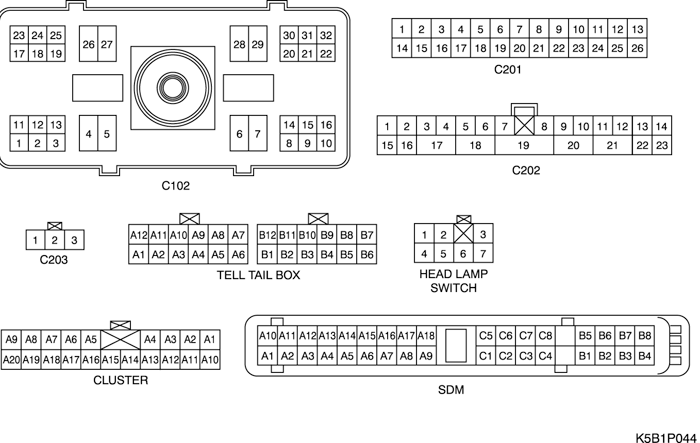 23 24 25 26 27 28 29 30 31 32
17 18 19 20 21 22
11 12 13 4 5 6 7 14 15 16
1 2 3 8 9 10
C102
1 2 3 4 5 6 7 8 9 10 11 12 13
14 15 16 17 18 19 20 21 22 23 24 25 26
C201
1 2 3 4 5 6 7 8 9 10 11 12 13 14
15 16 17 18 19 20 21 22 23
C202
1 2 3
C203
A12 A11 A10 A9 A8 A7 B12 B11 B10 B9 B8 B7
A1 A2 A3 A4 A5 A6 B1 B2 B3 B4 B5 B6
TELL TAIL BOX
1 2 3
4 5 6 7
HEAD LAMP
SWITCH
A9 A8 A7 A6 A5 A4 A3 A2 A1
A20 A19 A18 A17 A16 A15 A14 A13 A12 A11 A10
CLUSTER
A10 A11 A12 A13 A14 A15 A16 A17 A18 C5 C6 C7 C8 B5 B6 B7 B8
A1 A2 A3 A4 A5 A6 A7 A8 A9 C1 C2 C3 C4 B1 B2 B3 B4
SDM
K5B1P044